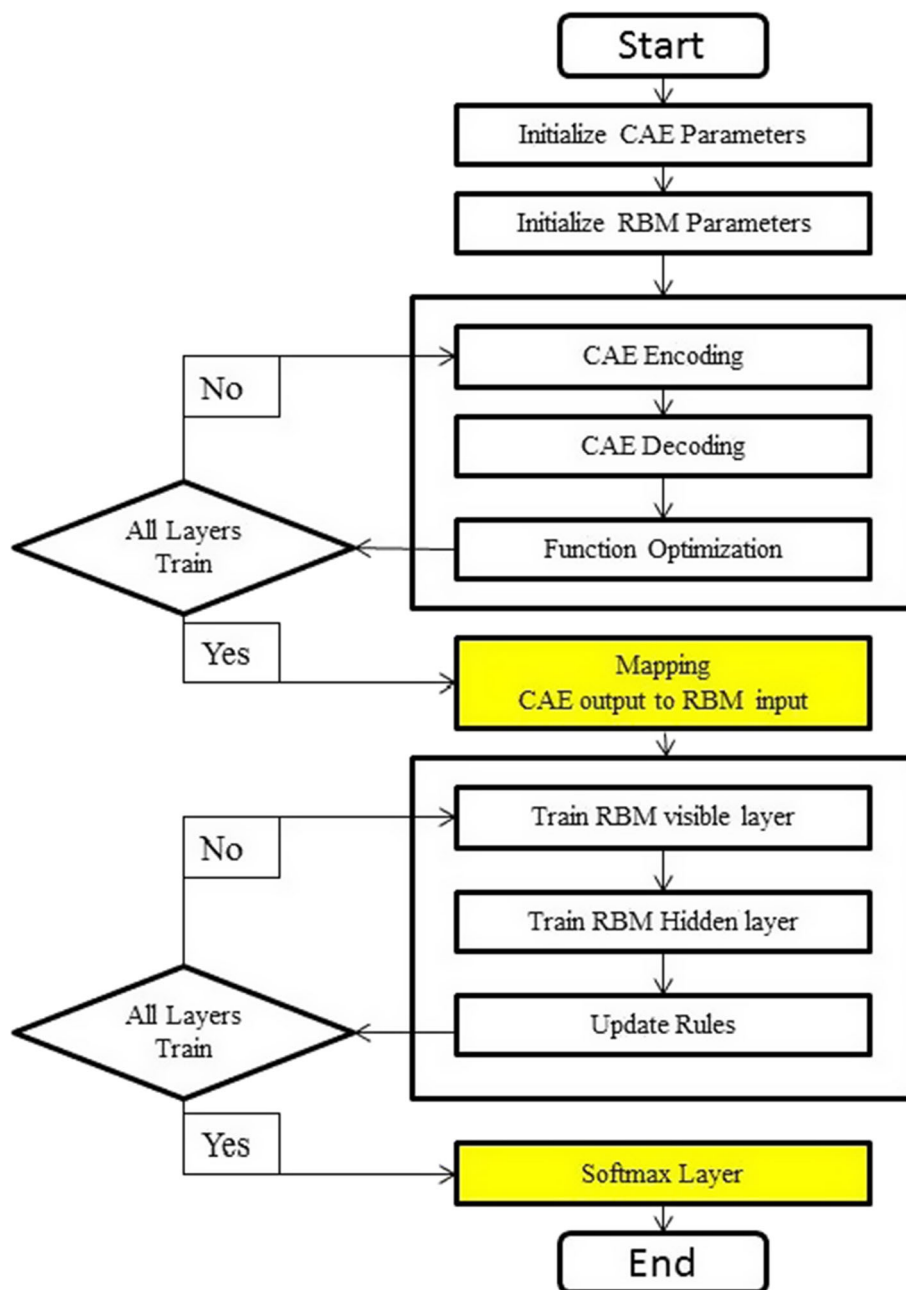 Start
Initialize CAE Parameters
Initialize RBM Parameters
CAE Encoding
No
CAE Decoding
All Layers
Train
Function Optimization
Yes
Mapping
CAE output to RBM input
Train RBM visible layer
No
Train RBM Hidden layer
All Layers
Train
Update Rules
Yes
Softmax Layer
End